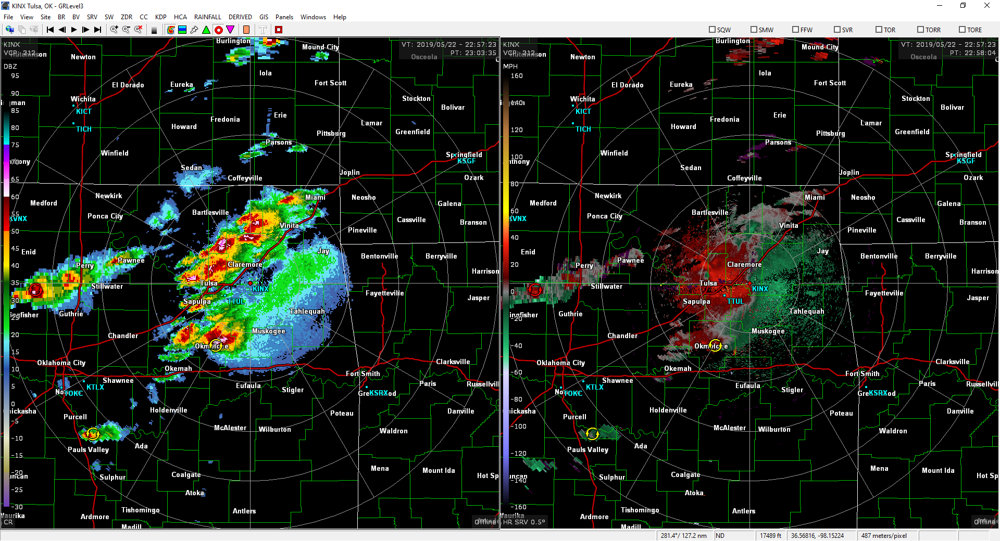 KINX Tulsa, OK - GRLevel3
File View Site BR BV SRV SW ZDR CC KDP HCA RAINFALL DERIVED GIS Panels Windows Help
SQW SMW FFW SVR TOR TORR TORE
KINX
VCP: 212
VT: 2019/05/22 - 22:57:23
PT: 23:03:35
DBZ
95
90
85
80
75
70
65
60
55
50
45
40
35
30
25
20
15
10
5
0
-5
-10
-15
-20
-25
-30
CR
Offline
Burlington
Mound City
Osceola
Newton
Iola
El Dorado
Eureka
Fort Scott
Wichita
Stockton
KICT
Bolivar
Erie
Fredonia
Howard
Lamar
TICH
Greenfield
Pittsburg
Parsons
Winfield
Springfield
KSGF
Sedan
Joplin
Coffeyville
Ozark
Newkirk
Miami
Neosho
Medford
Galena
Bartlesville
Ponca City
Cassville
Branson
KVNX
Vinita
Pineville
Enid
Jay
Bentonville
Berryville
Pawnee
Perry
Claremore
Harrison
Tulsa
Stillwater
KINX
Fayetteville
Jasper
Sapulpa
TTUL
Tahlequah
Guthrie
Muskogee
Chandler
Okmulgee
Oklahoma City
Clarksville
Okemah
Fort Smith
Shawnee
Paris
Russellvil
KTLX
Eufaula
Stigler
TOKC
KSRX
Holdenville
Danville
Poteau
Purcell
McAlester
Wilburton
Waldron
Pauls Valley
Ada
Mena
Mount Ida
Hot Sp
Coalgate
Sulphur
Atoka
Tishomingo
Antlers
Ardmore
Madill
KINX
VCP: 212
VT: 2019/05/22 - 22:57:23
PT: 22:58:04
MPH
160
140
120
100
80
60
40
20
0
-20
-40
-60
-80
-100
-120
-140
-160
HR SRV 0.5°
Offline
Burlington
Mound City
Osceola
Newton
Iola
El Dorado
Eureka
Fort Scott
Wichita
Stockton
KICT
Bolivar
Erie
Fredonia
Howard
Lamar
TICH
Greenfield
Pittsburg
Parsons
Winfield
Springfield
KSGF
Sedan
Joplin
Coffeyville
Ozark
Newkirk
Miami
Neosho
Medford
Galena
Bartlesville
Ponca City
Cassville
Branson
KVNX
Vinita
Pineville
Enid
Jay
Bentonville
Berryville
Pawnee
Perry
Claremore
Harrison
Tulsa
Stillwater
KINX
Fayetteville
Jasper
Sapulpa
TTUL
Tahlequah
Guthrie
Muskogee
Chandler
Okmulgee
Oklahoma City
Clarksville
Okemah
Fort Smith
Shawnee
Paris
Russellvil
KTLX
Eufaula
Stigler
TOKC
KSRX
Holdenville
Danville
Poteau
Purcell
McAlester
Wilburton
Waldron
Pauls Valley
Ada
Mena
Mount Ida
Hot Sp
Coalgate
Sulphur
Atoka
Tishomingo
Antlers
Ardmore
Madill
281.4°/ 127.2 nm ND 17489 ft 36.56816, -98.15224 487 meters/pixel